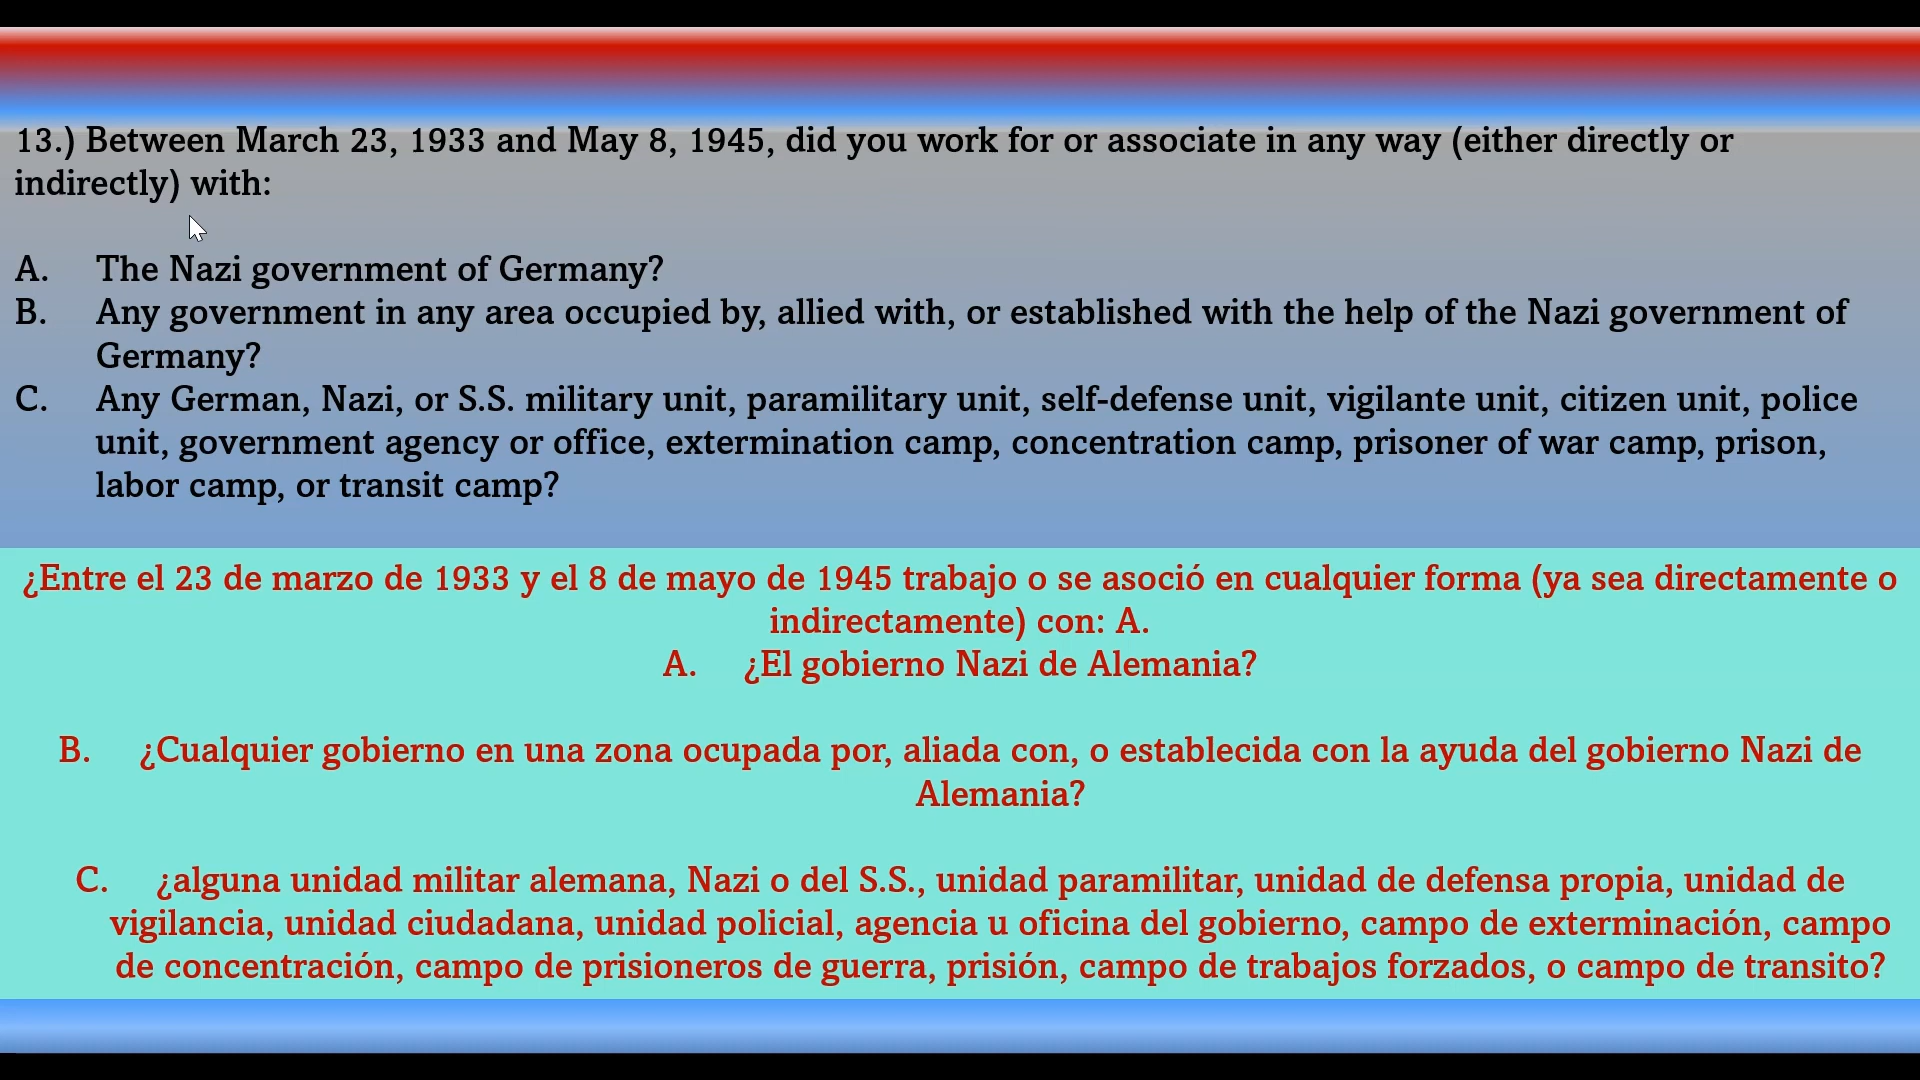 13.) Between March 23, 1933 and May 8, 1945, did you work for or associate in any way (either directly or
indirectly) with:
A. The Nazi government of Germany?
B. Any government in any area occupied by, allied with, or established with the help of the Nazi government of
Germany?
C. Any German, Nazi, or S.S. military unit, paramilitary unit, self-defense unit, vigilante unit, citizen unit, police
unit, government agency or office, extermination camp, concentration camp, prisoner of war camp, prison,
labor camp, or transit camp?
¿Entre el 23 de marzo de 1933 y el 8 de mayo de 1945 trabajo o se asoció en cualquier forma (ya sea directamente o
indirectamente) con: A.
A. ¿El gobierno Nazi de Alemania?
B. ¿Cualquier gobierno en una zona ocupada por, aliada con, o establecida con la ayuda del gobierno Nazi de
Alemania?
C. ¿alguna unidad militar alemana, Nazi o del S.S., unidad paramilitar, unidad de defensa propia, unidad de
vigilancia, unidad ciudadana, unidad policial, agencia u oficina del gobierno, campo de exterminación, campo
de concentración, campo de prisioneros de guerra, prisión, campo de trabajos forzados, o campo de transito?